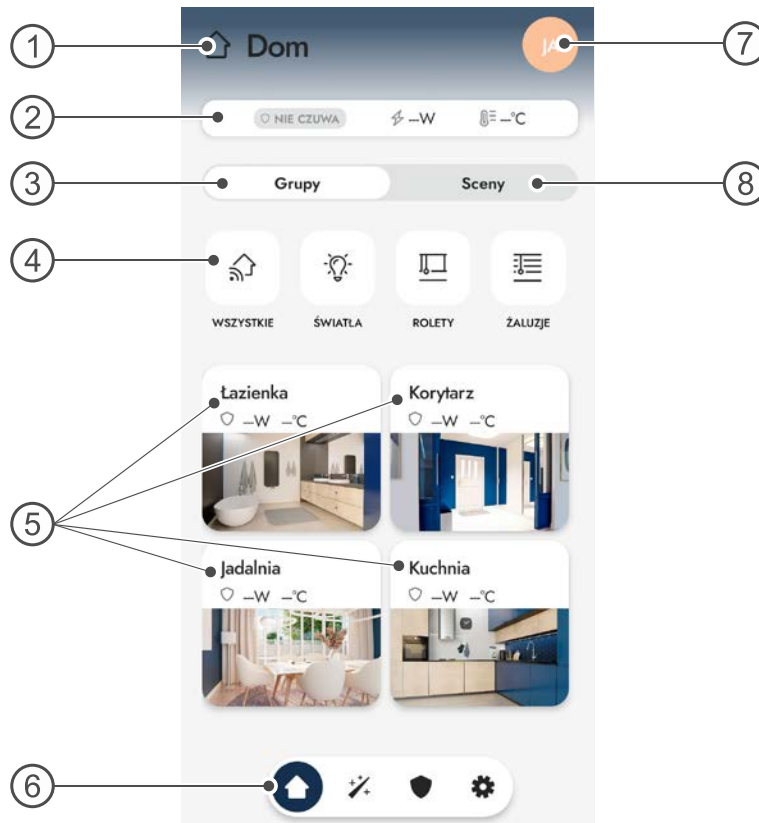 1 Dom JA 7
2 NIE CZUWA –W –°C
3 Grupy Sceny 8
4
WSZYSTKIE ŚWIATŁA ROLETY ŻALUZJE
Łazienka Korytarz
–W –°C –W –°C
5
Jadalnia Kuchnia
–W –°C –W –°C
6